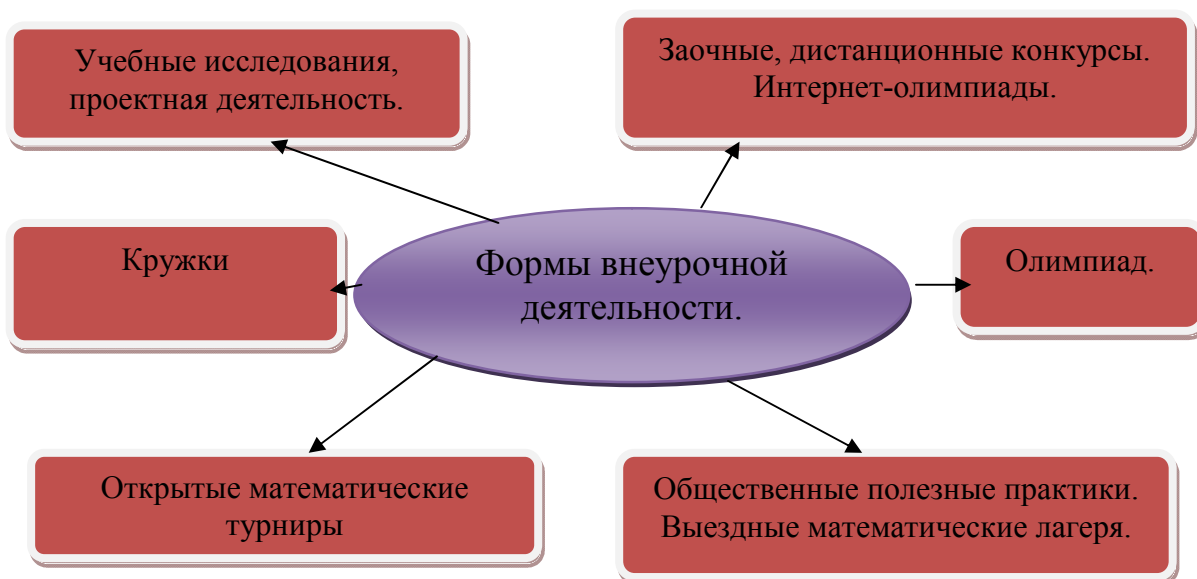 Учебные исследования,
проектная деятельность.
Заочные, дистанционные конкурсы.
Интернет-олимпиады.
Кружки
Формы внеурочной
деятельности.
Олимпиад.
Открытые математические
турниры
Общественные полезные практики.
Выездные математические лагеря.